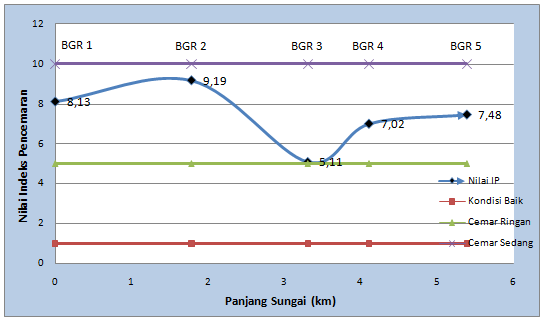 12
BGR 1 BGR 2 BGR 3 BGR 4 BGR 5
10
8,13
9,19
5,11
7,02
7,48
8
6
4
2
0
Nilai Indeks Pencemaran
Nilai IP
Kondisi Baik
Cemar Ringan
Cemar Sedang
0 1 2 3 4 5 6
Panjang Sungai (km)